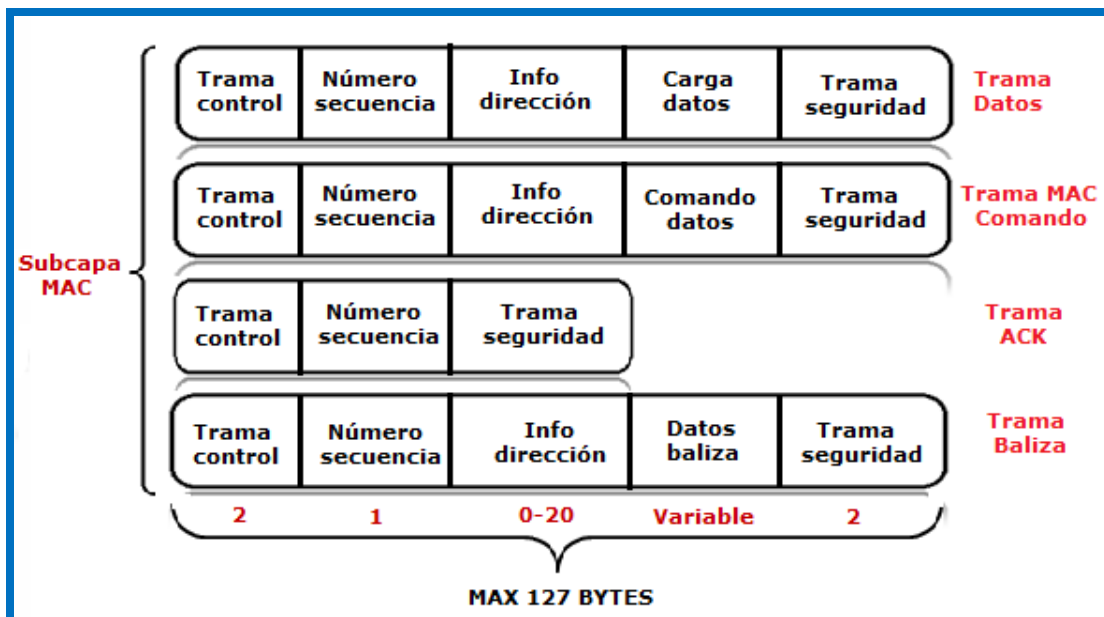 Trama control
Número secuencia
Info dirección
Carga datos
Trama seguridad
Trama Datos
Trama control
Número secuencia
Info dirección
Comando datos
Trama seguridad
Trama MAC Comando
Subcapa MAC
Trama control
Número secuencia
Trama seguridad
Trama ACK
Trama control
Número secuencia
Info dirección
Datos baliza
Trama seguridad
Trama Baliza
2
1
0-20
Variable
2
MAX 127 BYTES